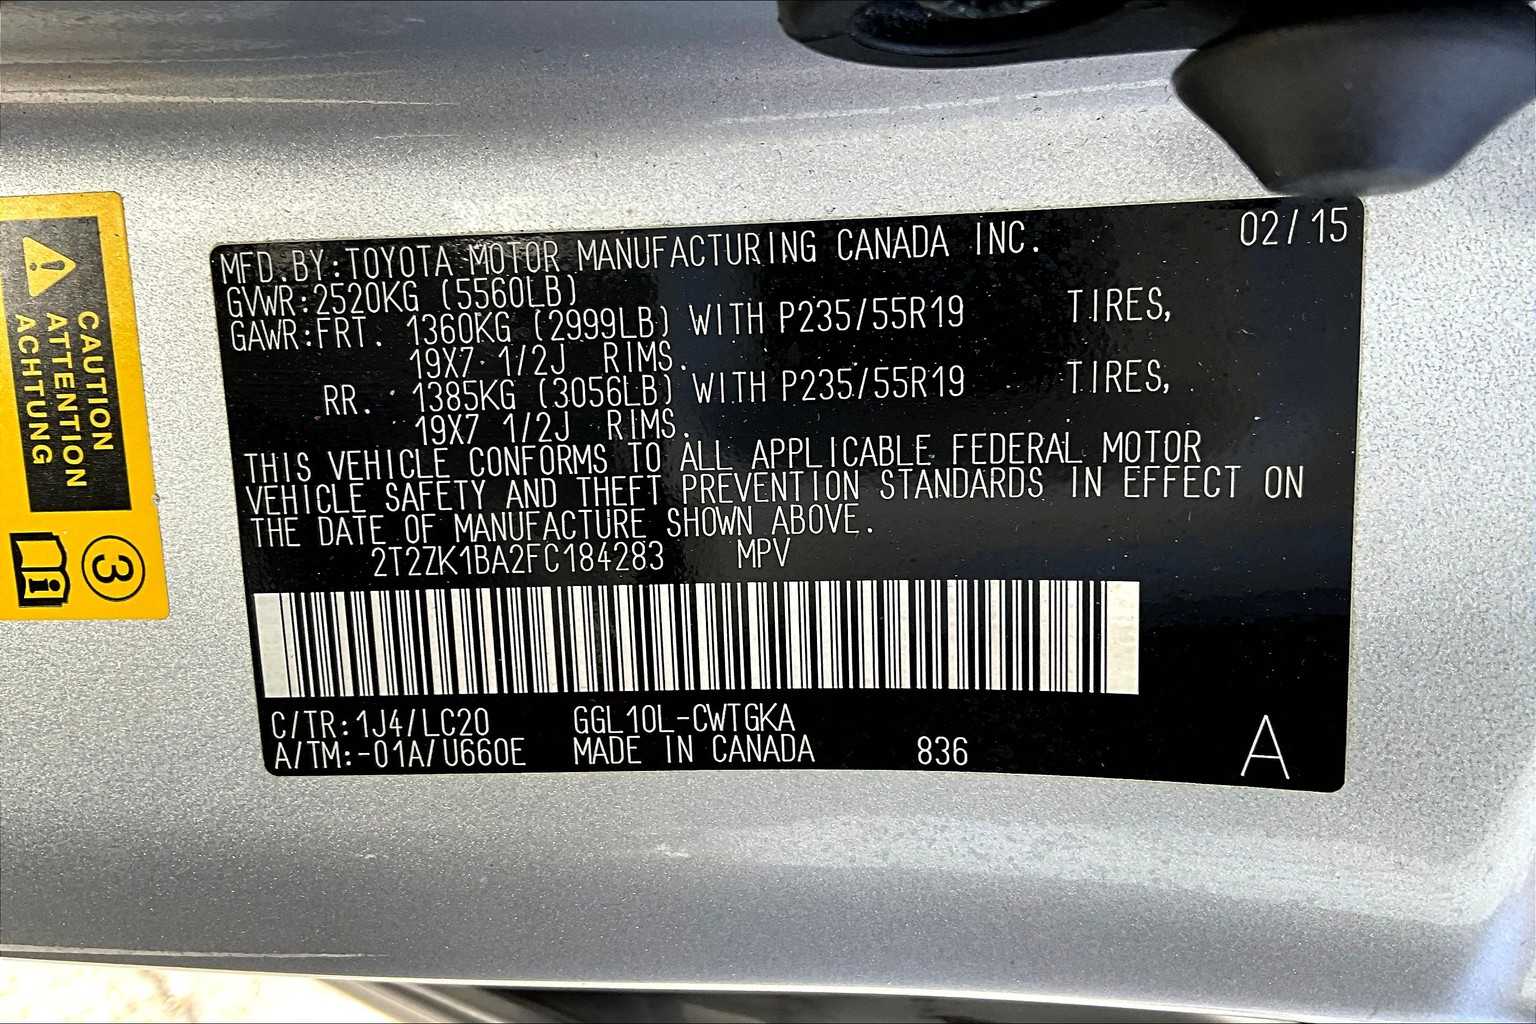 MFD.BY:TOYOTA MOTOR MANUFACTURING CANADA INC. 02/15
GVWR:2520KG (5560LB)
GAWR:FRT. 1360KG (2999LB) WITH P235/55R19 TIRES,
19X7 1/2J RIMS.
RR. 1385KG (3056LB) WITH P235/55R19 TIRES,
19X7 1/2J RIMS.
THIS VEHICLE CONFORMS TO ALL APPLICABLE FEDERAL MOTOR
VEHICLE SAFETY AND THEFT PREVENTION STANDARDS IN EFFECT ON
THE DATE OF MANUFACTURE SHOWN ABOVE.
2T2ZK1BA2FC184283 MPV
C/TR:1J4/LC20 GGL10L-CWTGKA
A/TM:-01A/U660E MADE IN CANADA 836 A
CAUTION
ATTENTION
ACHTUNG
3